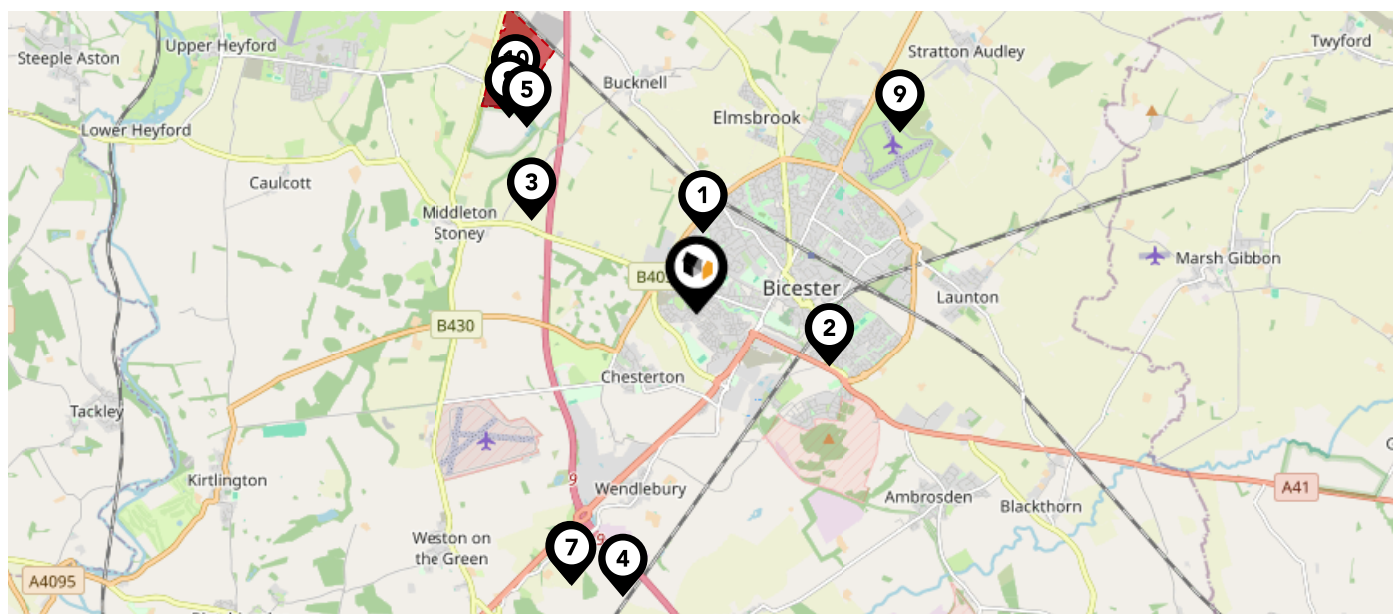 Steeple Aston
Upper Heyford
Stratton Audley
Twyford
10
5
Bucknell
9
Elmsbrook
Lower Heyford
3
Caulcott
1
Middleton
Stoney
Marsh Gibbon
Bicester
Launton
B430
2
Chesterton
Tackley
9
Kirtlington
Wendlebury
A41
Ambrosden
Blackthorn
Weston on
the Green
7
4
A4095